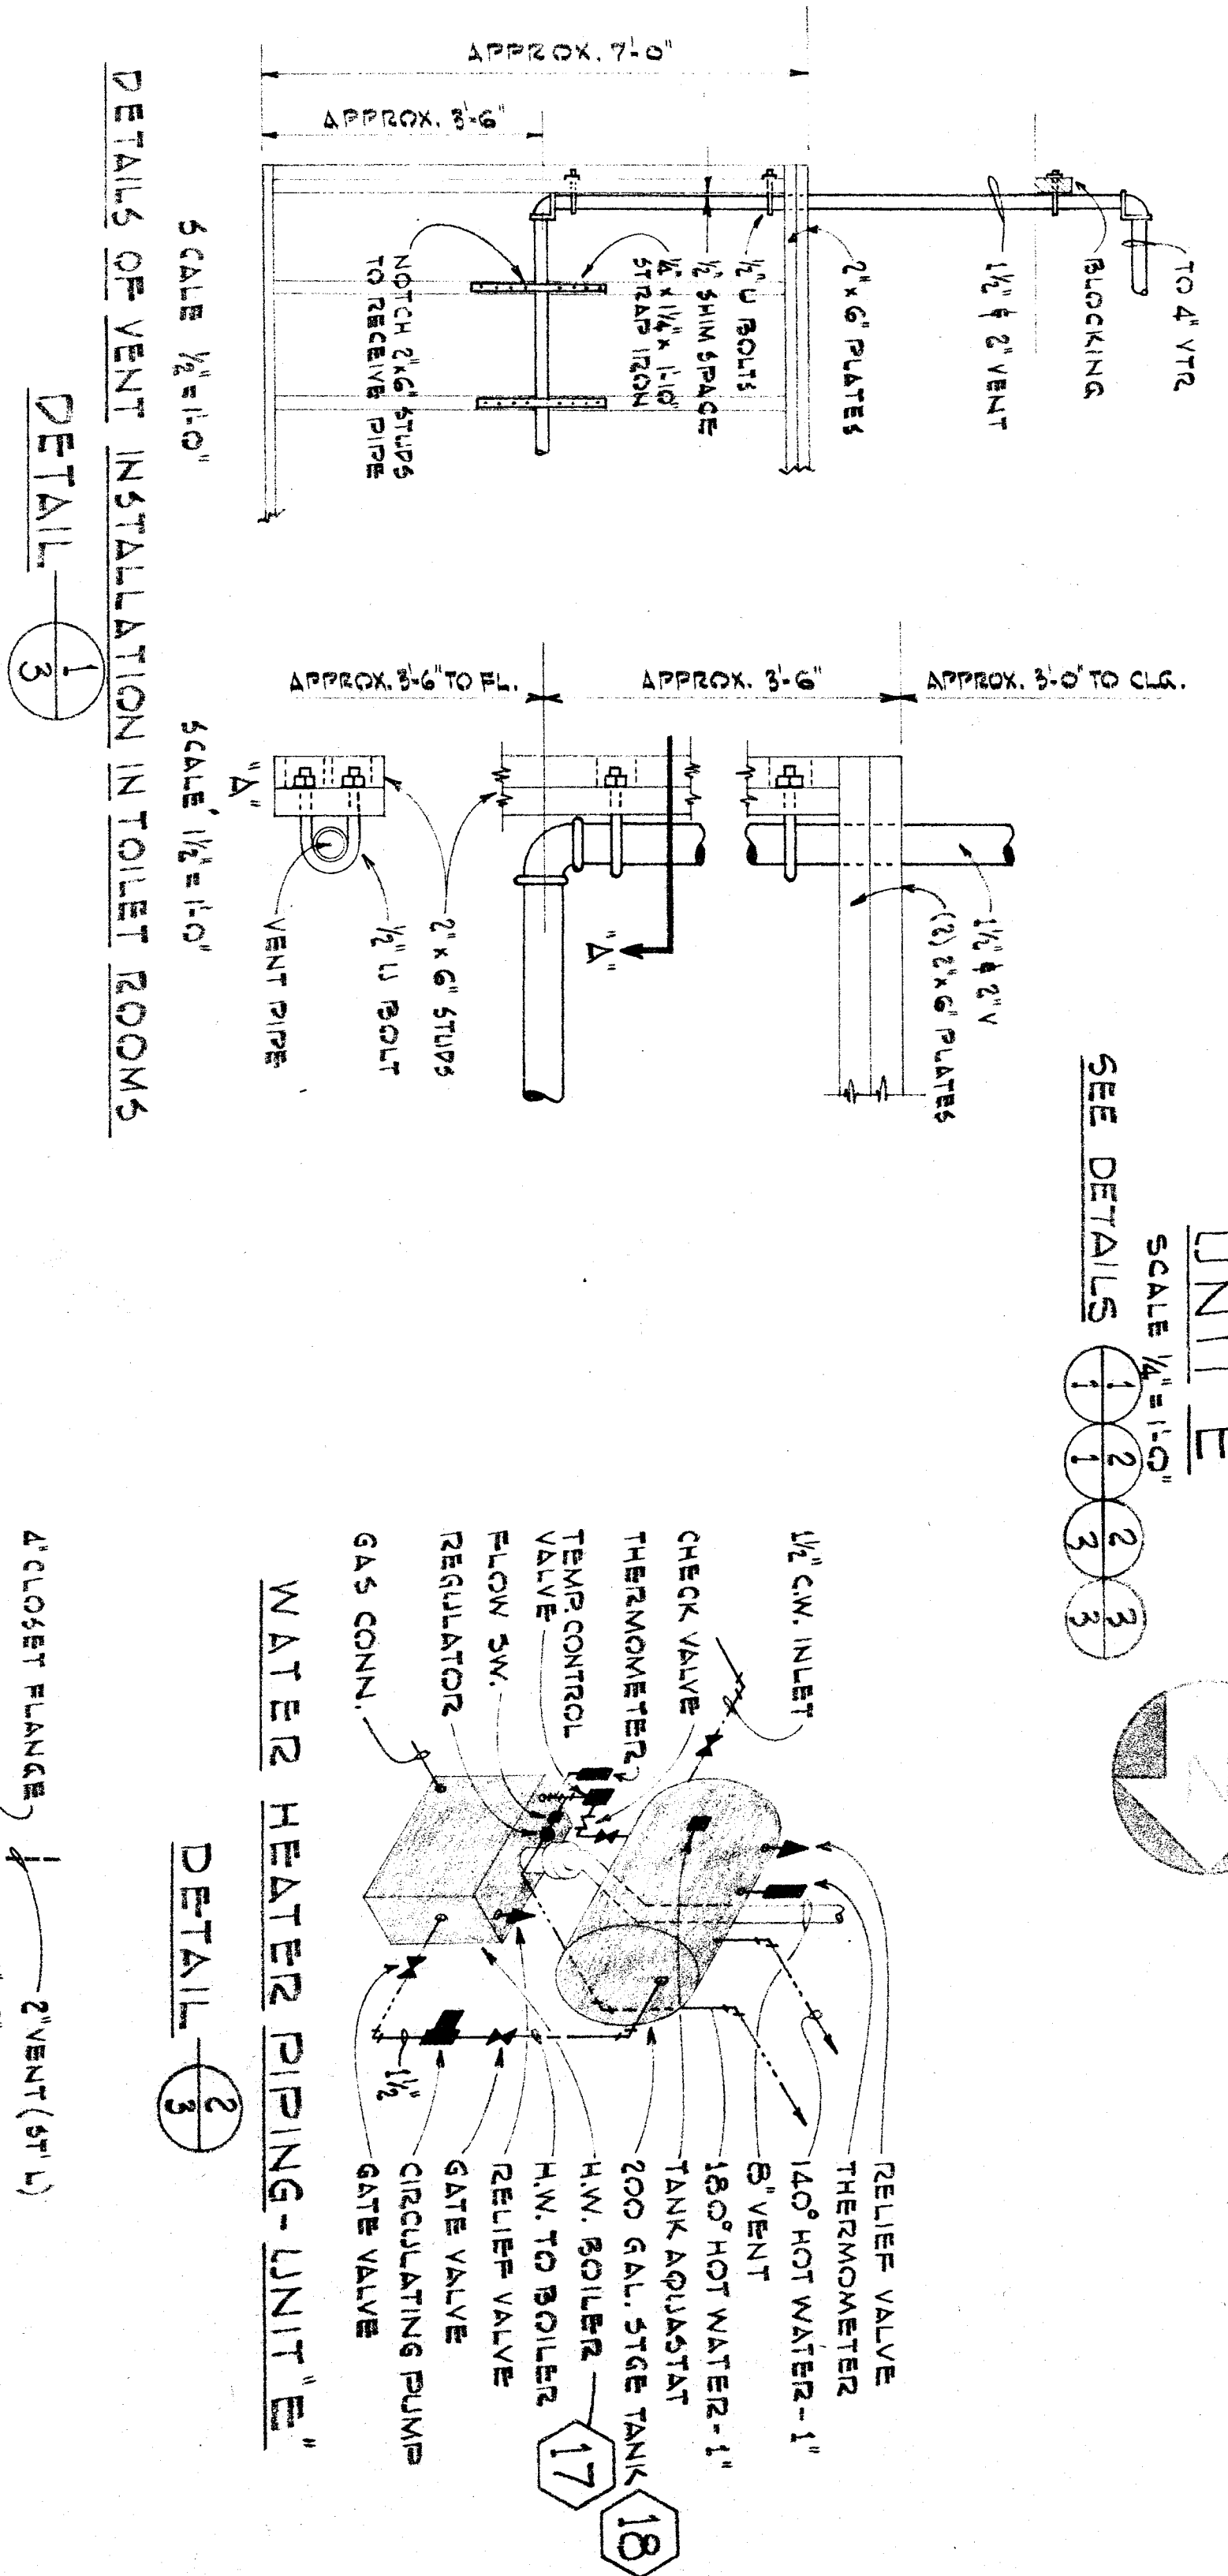 UNIT E
SCALE 1/4" = 1'-0"
SEE DETAILS
1
1
2
1
2
3
3
3
N
APPROX. 7'-0"
APPROX. 3'-6"
TO 4" VTR
BLOCKING
1½" & 2" VENT
2" x 6" PLATES
½" U BOLTS
½" SHIM SPACE
¼" x 1¼" x 1'-10"
STRAP IRON
NOTCH 2"x6" STUDS
TO RECEIVE PIPE
SCALE ½" = 1'-0"
APPROX. 3'-6" TO FL.
APPROX. 3'-6"
APPROX. 3'-0" TO CLG.
1½" & 2" V
(2) 2"x6" PLATES
"A"
2" x 6" STUDS
½" U BOLT
VENT PIPE
"A"
SCALE 1½" = 1'-0"
DETAILS OF VENT INSTALLATION IN TOILET ROOMS
DETAIL
1
3
1½" C.W. INLET
CHECK VALVE
THERMOMETER
TEMP. CONTROL
VALVE
FLOW SW.
REGULATOR
GAS CONN.
RELIEF VALVE
THERMOMETER
140° HOT WATER-1"
8" VENT
180° HOT WATER-1"
TANK AQUASTAT
200 GAL. STGE TANK
18
H.W. BOILER
17
H.W. TO BOILER
RELIEF VALVE
GATE VALVE
CIRCULATING PUMP
GATE VALVE
1½"
WATER HEATER PIPING - UNIT "E"
DETAIL
2
3
4" CLOSET FLANGE
2" VENT (ST'L)